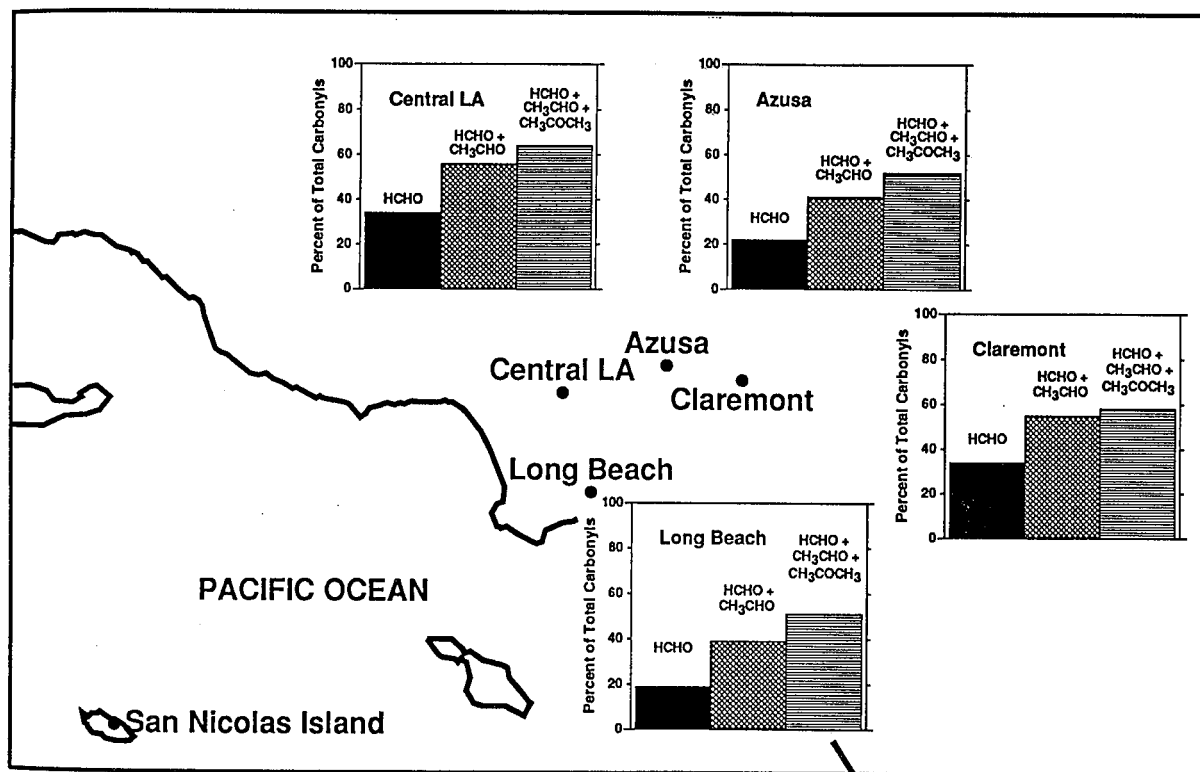 Percent of Total Carbonyls
100
80
60
40
20
0
Central LA
HCHO
HCHO +
CH₃CHO
HCHO +
CH₃CHO +
CH₃COCH₃
Percent of Total Carbonyls
100
80
60
40
20
0
Azusa
HCHO
HCHO +
CH₃CHO
HCHO +
CH₃CHO +
CH₃COCH₃
Percent of Total Carbonyls
100
80
60
40
20
0
Claremont
HCHO
HCHO +
CH₃CHO
HCHO +
CH₃CHO +
CH₃COCH₃
Azusa
Central LA
Claremont
Long Beach
Percent of Total Carbonyls
100
80
60
40
20
0
Long Beach
HCHO
HCHO +
CH₃CHO
HCHO +
CH₃CHO +
CH₃COCH₃
PACIFIC OCEAN
San Nicolas Island